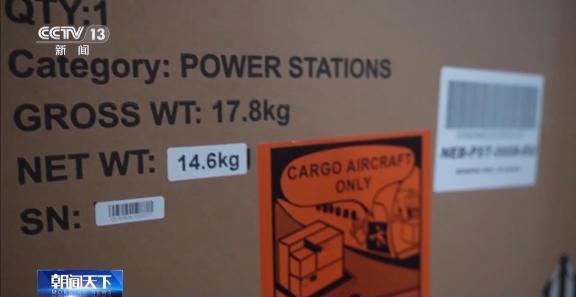 CCTV 13
新闻
QTY:1
Category: POWER STATIONS
GROSS WT: 17.8kg
NET WT: 14.6kg
SN:
CARGO AIRCRAFT
ONLY
朝闻天下